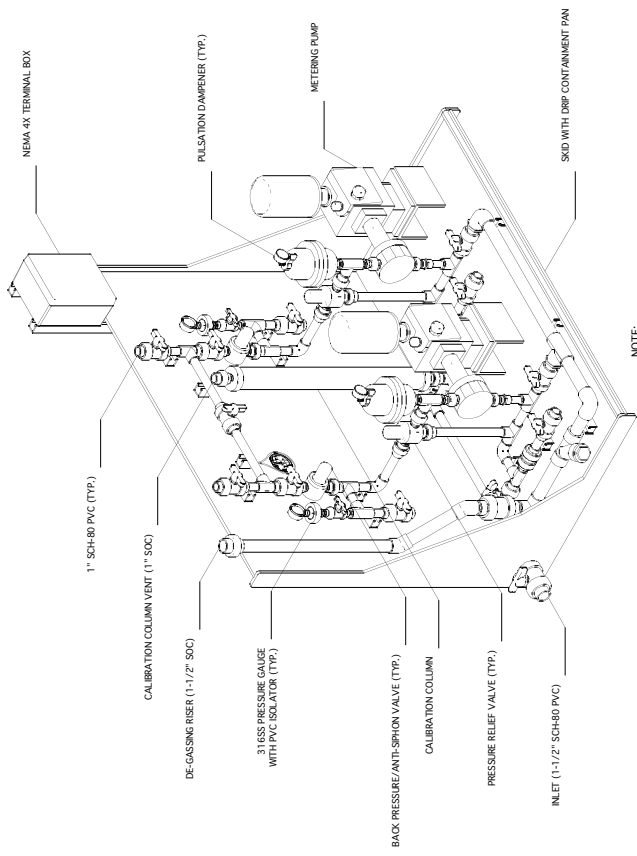 NEMA 4X TERMINAL BOX
PULSATION DAMPENER (TYP.)
METERING PUMP
SKID WITH DRIP CONTAINMENT PAN
1" SCH-80 PVC (TYP.)
CALIBRATION COLUMN VENT (1" SOC)
DE-GASSING RISER (1-1/2" SOC)
316SS PRESSURE GAUGE
WITH PVC ISOLATOR (TYP.)
BACK PRESSURE/ANTI-SIPHON VALVE (TYP.)
CALIBRATION COLUMN
PRESSURE RELIEF VALVE (TYP.)
INLET (1-1/2" SCH-80 PVC)
NOTE: